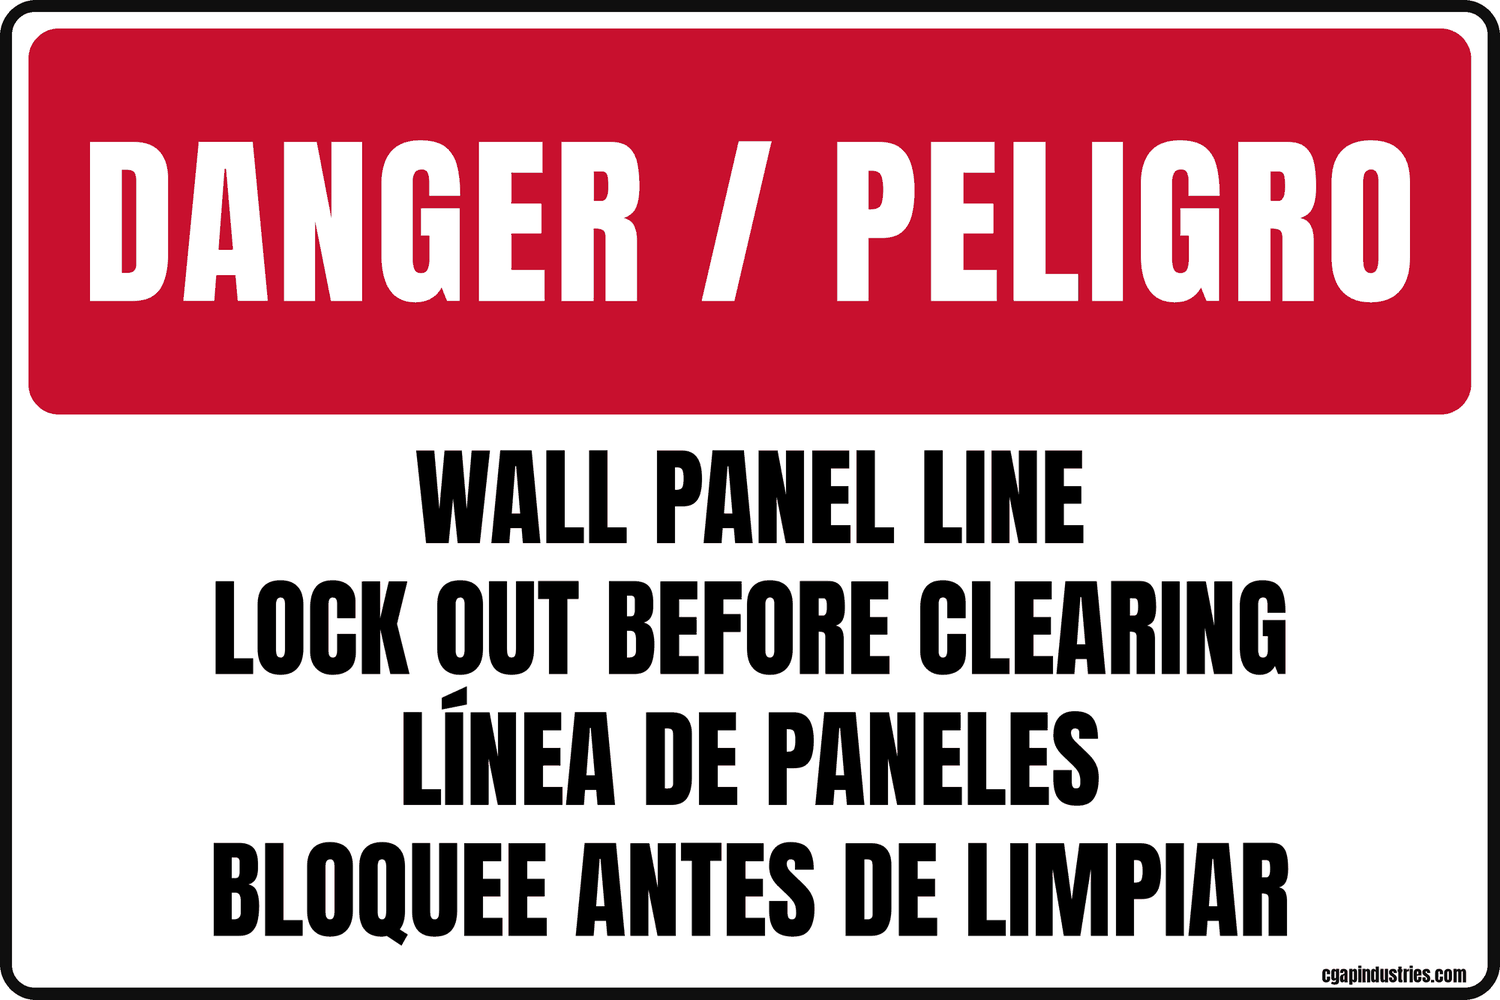 DANGER / PELIGRO
WALL PANEL LINE
LOCK OUT BEFORE CLEARING
LÍNEA DE PANELES
BLOQUEE ANTES DE LIMPIAR
cgapindustries.com